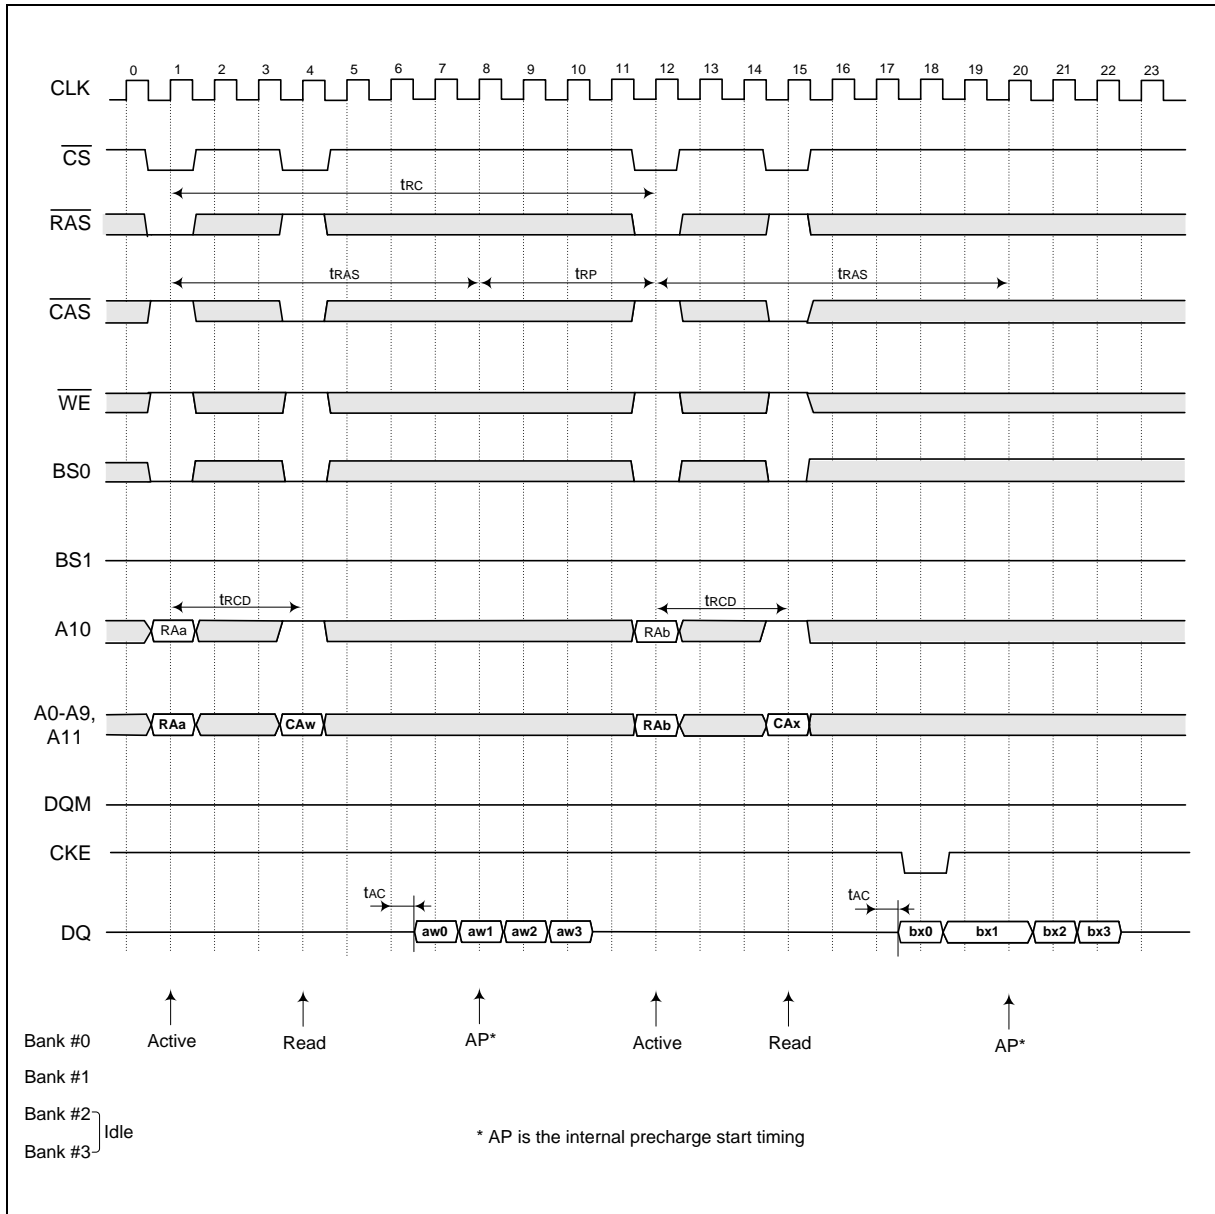 0 1 2 3 4 5 6 7 8 9 10 11 12 13 14 15 16 17 18 19 20 21 22 23
CLK
CS
tRC
RAS
tRAS tRP tRAS
CAS
WE
BS0
BS1
tRCD tRCD
A10 RAa RAb
A0-A9,
A11
RAa CAw RAb CAx
DQM
CKE
tAC tAC
DQ aw0 aw1 aw2 aw3 bx0 bx1 bx2 bx3
Bank #0 Active Read AP* Active Read AP*
Bank #1
Bank #2
Idle
Bank #3
* AP is the internal precharge start timing